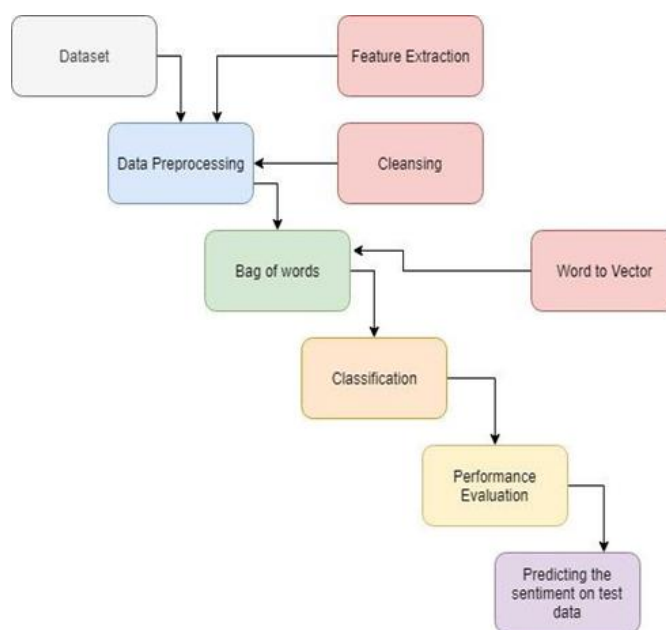 Dataset
Feature Extraction
Data Preprocessing
Cleansing
Bag of words
Word to Vector
Classification
Performance
Evaluation
Predicting the
sentiment on test
data